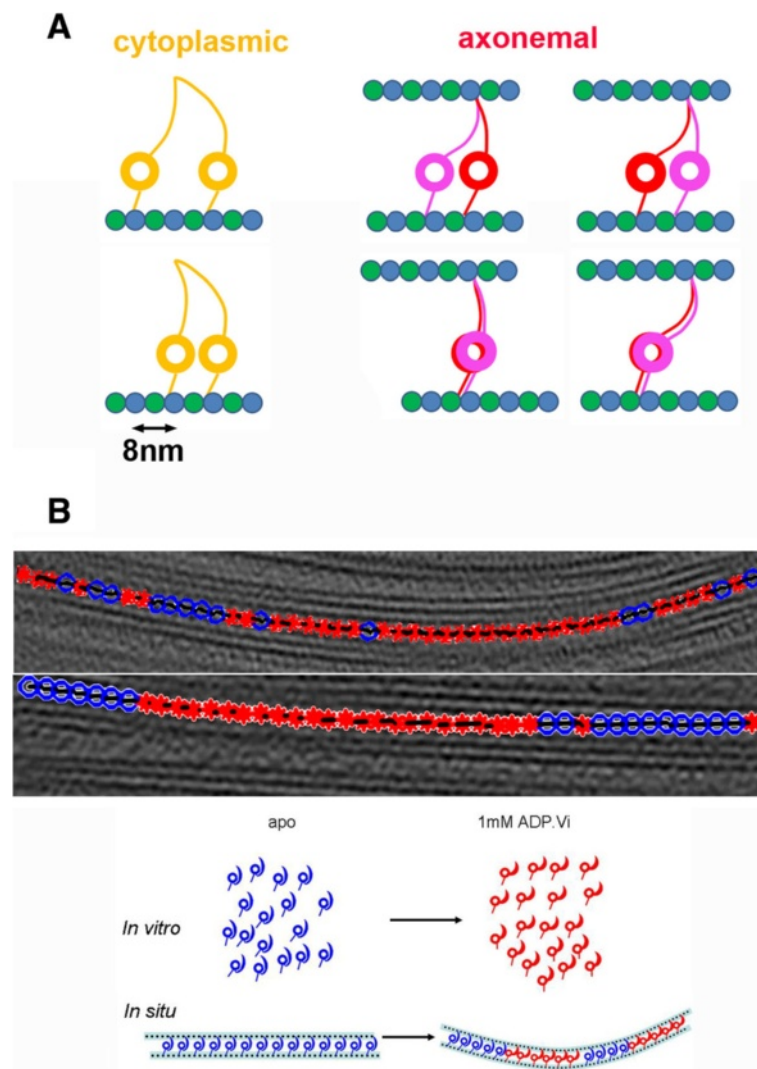 A
cytoplasmic
axonemal
8nm
B
apo
1mM ADP.Vi
In vitro
In situ